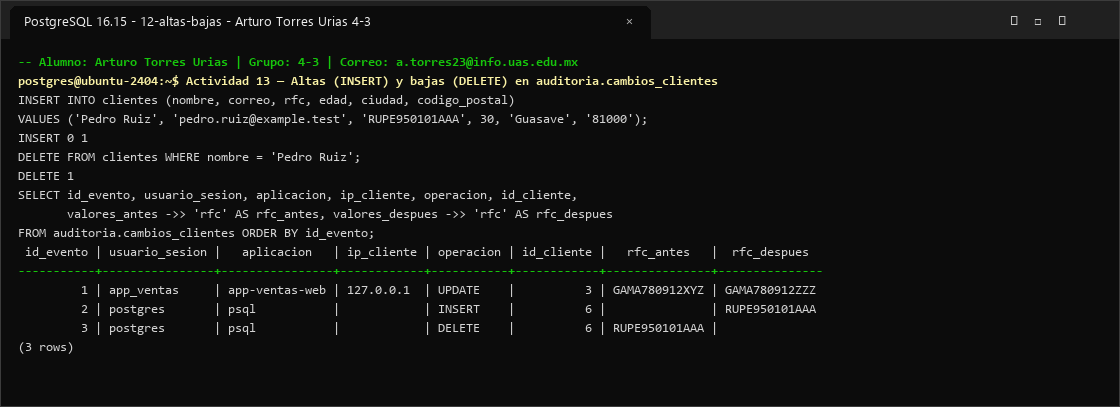 PostgreSQL 16.15 - 12-altas-bajas - Arturo Torres Urias 4-3 ×
-- Alumno: Arturo Torres Urias | Grupo: 4-3 | Correo: a.torres23@info.uas.edu.mx
postgres@ubuntu-2404:~$ Actividad 13 — Altas (INSERT) y bajas (DELETE) en auditoria.cambios_clientes
INSERT INTO clientes (nombre, correo, rfc, edad, ciudad, codigo_postal)
VALUES ('Pedro Ruiz', 'pedro.ruiz@example.test', 'RUPE950101AAA', 30, 'Guasave', '81000');
INSERT 0 1
DELETE FROM clientes WHERE nombre = 'Pedro Ruiz';
DELETE 1
SELECT id_evento, usuario_sesion, aplicacion, ip_cliente, operacion, id_cliente,
       valores_antes ->> 'rfc' AS rfc_antes, valores_despues ->> 'rfc' AS rfc_despues
FROM auditoria.cambios_clientes ORDER BY id_evento;
 id_evento | usuario_sesion |   aplicacion   | ip_cliente | operacion | id_cliente |   rfc_antes   |  rfc_despues
-----------+----------------+----------------+------------+-----------+------------+---------------+---------------
         1 | app_ventas     | app-ventas-web | 127.0.0.1  | UPDATE    |          3 | GAMA780912XYZ | GAMA780912ZZZ
         2 | postgres       | psql           |            | INSERT    |          6 |               | RUPE950101AAA
         3 | postgres       | psql           |            | DELETE    |          6 | RUPE950101AAA |
(3 rows)